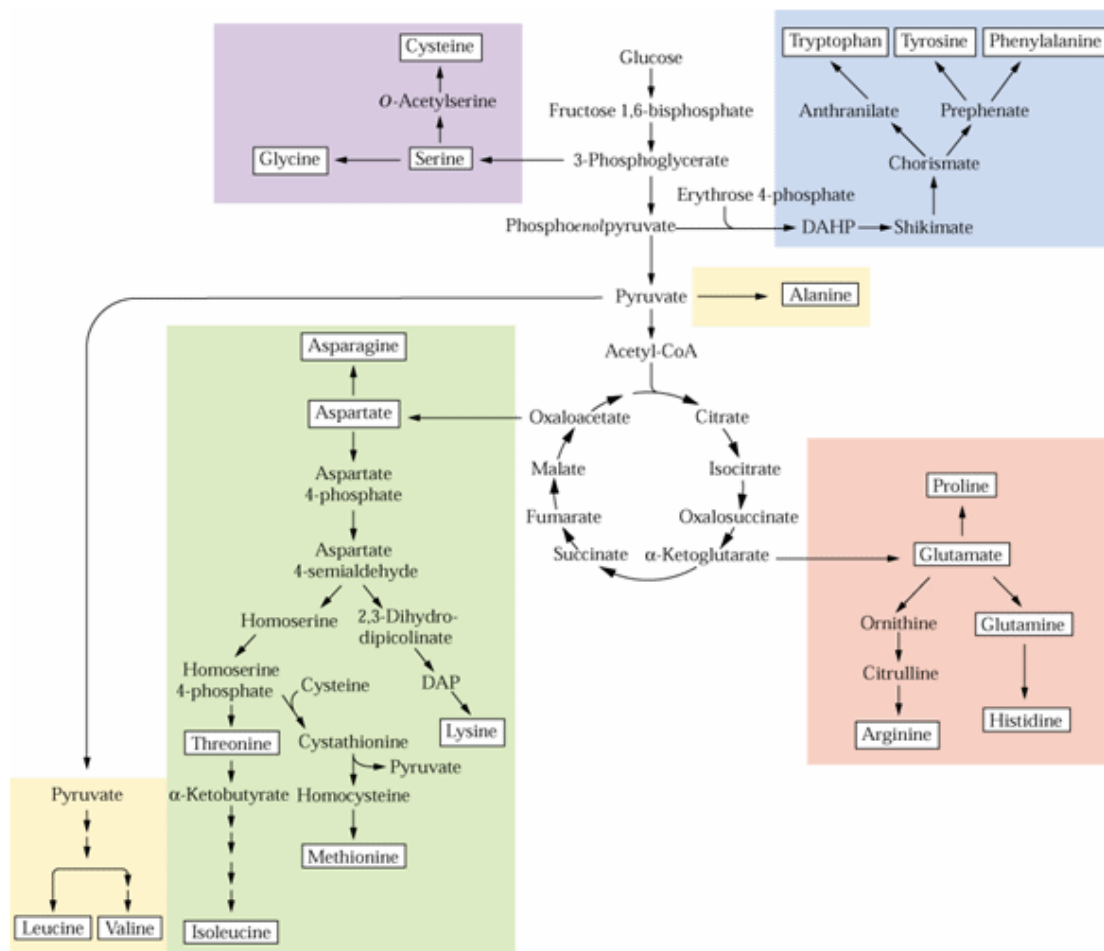 Cysteine
O-Acetylserine
Glycine
Serine
Glucose
Fructose 1,6-bisphosphate
3-Phosphoglycerate
Erythrose 4-phosphate
Phosphoenolpyruvate
Tryptophan
Tyrosine
Phenylalanine
Anthranilate
Prephenate
Chorismate
DAHP
Shikimate
Pyruvate
Alanine
Acetyl-CoA
Oxaloacetate
Citrate
Malate
Isocitrate
Fumarate
Oxalosuccinate
Succinate
α-Ketoglutarate
Asparagine
Aspartate
Aspartate
4-phosphate
Aspartate
4-semialdehyde
Homoserine
2,3-Dihydro-
dipicolinate
Homoserine
4-phosphate
Cysteine
DAP
Threonine
Cystathionine
Lysine
Pyruvate
α-Ketobutyrate
Homocysteine
Methionine
Isoleucine
Proline
Glutamate
Ornithine
Glutamine
Citrulline
Arginine
Histidine
Pyruvate
Leucine
Valine